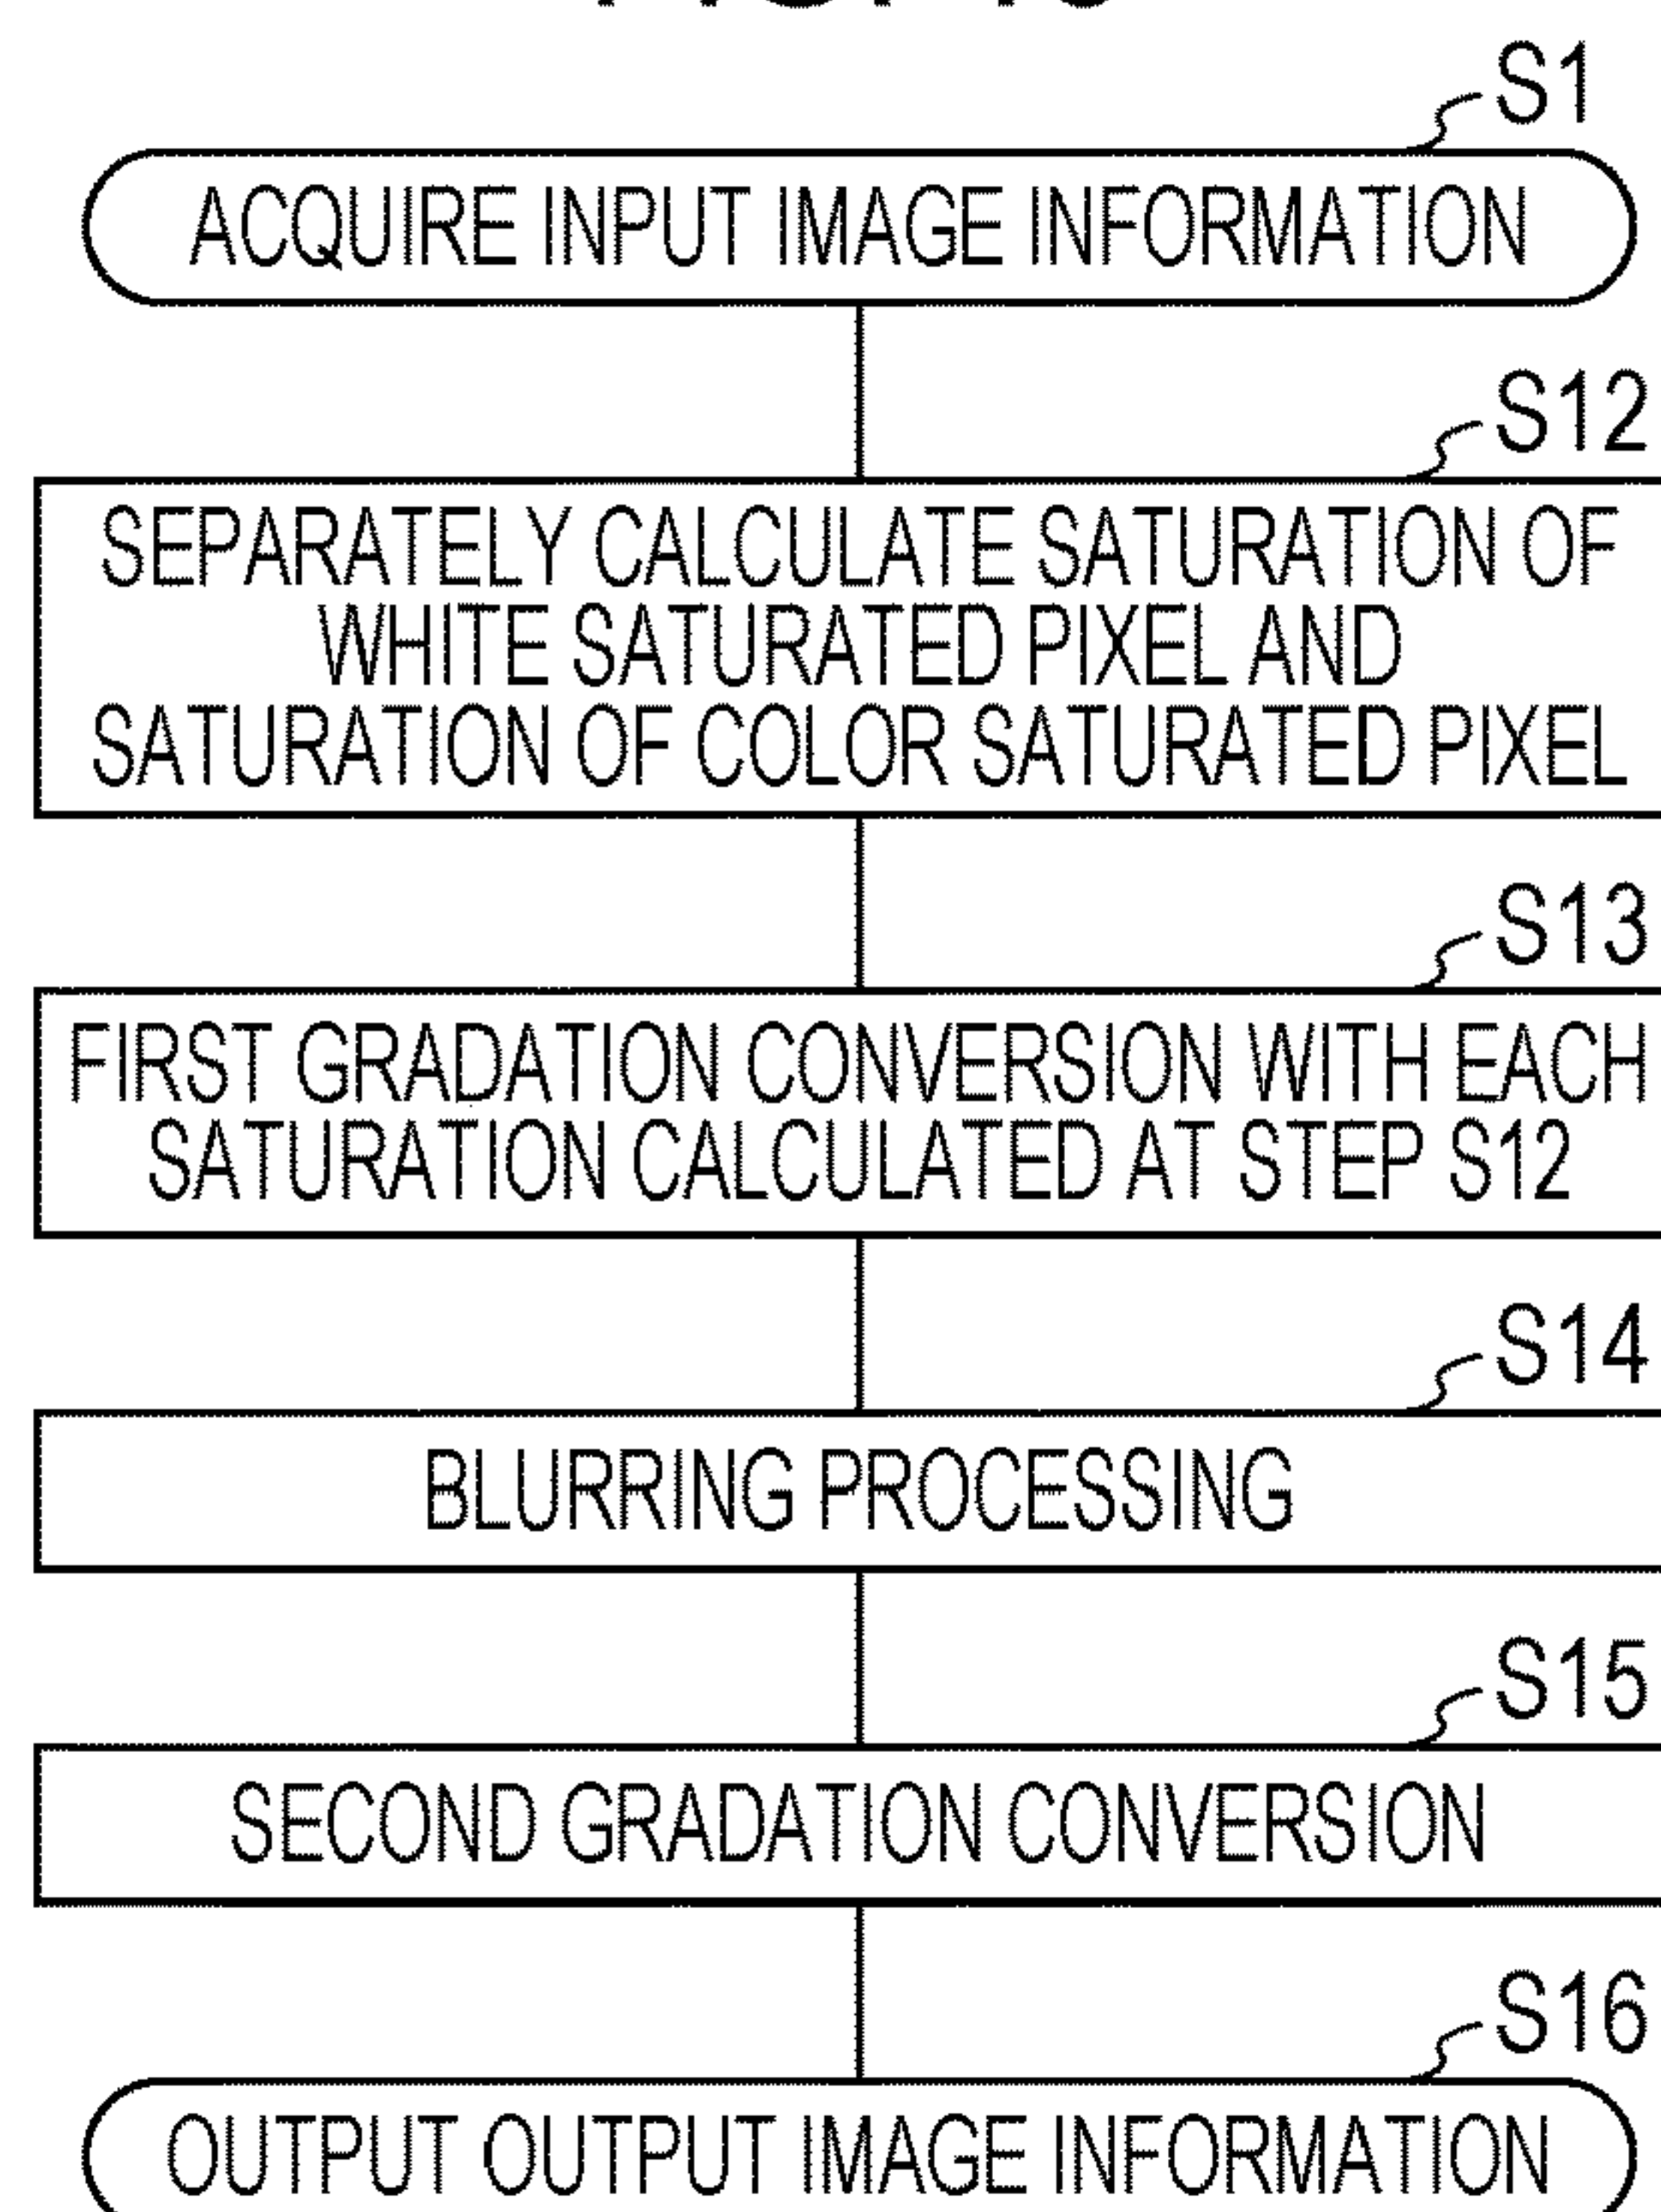 S1
ACQUIRE INPUT IMAGE INFORMATION
S12
SEPARATELY CALCULATE SATURATION OF
WHITE SATURATED PIXEL AND
SATURATION OF COLOR SATURATED PIXEL
S13
FIRST GRADATION CONVERSION WITH EACH
SATURATION CALCULATED AT STEP S12
S14
BLURRING PROCESSING
S15
SECOND GRADATION CONVERSION
S16
OUTPUT OUTPUT IMAGE INFORMATION